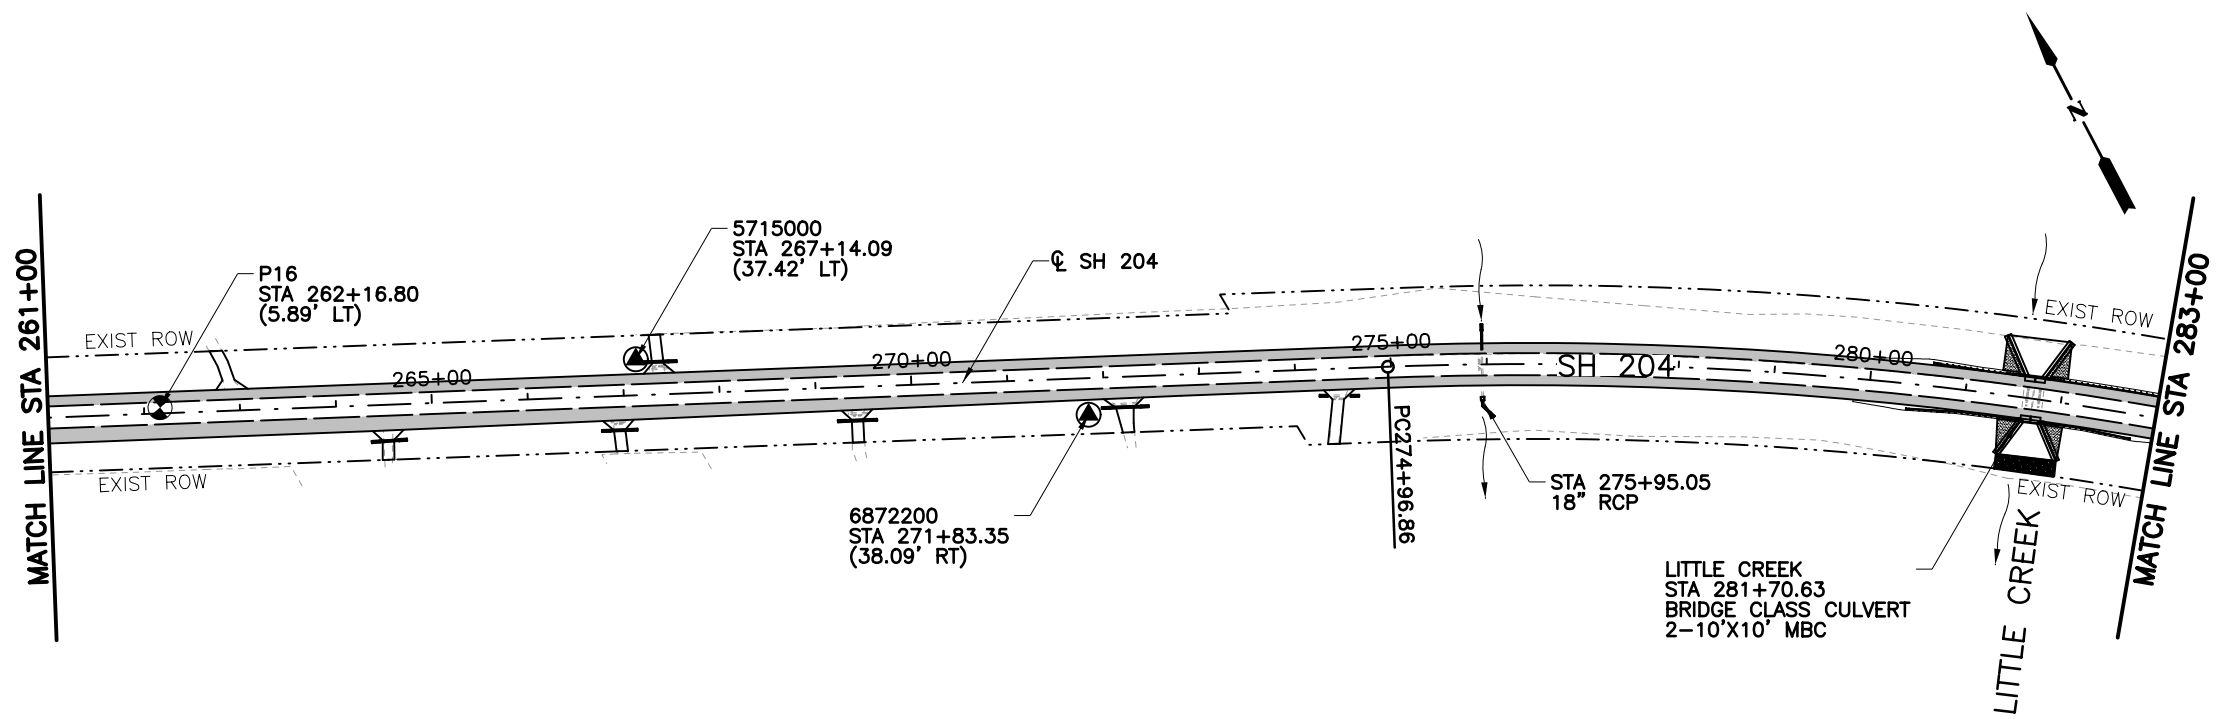 N
5715000
STA 267+14.09
(37.42' LT)
℄ SH 204
P16
STA 262+16.80
(5.89' LT)
MATCH LINE STA 261+00
EXIST ROW
EXIST ROW
265+00
270+00
275+00
SH 204
280+00
EXIST ROW
MATCH LINE STA 283+00
EXIST ROW
PC274+96.86
STA 275+95.05
18" RCP
6872200
STA 271+83.35
(38.09' RT)
LITTLE CREEK
STA 281+70.63
BRIDGE CLASS CULVERT
2-10'X10' MBC
LITTLE CREEK